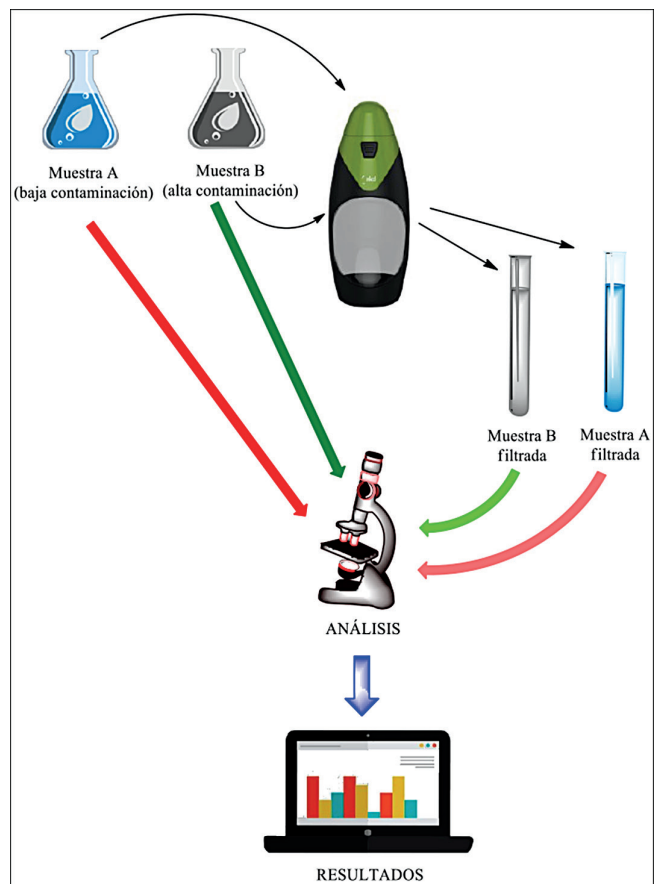 Muestra A
(baja contaminación)
Muestra B
(alta contaminación)
Muestra B
filtrada
Muestra A
filtrada
ANÁLISIS
RESULTADOS